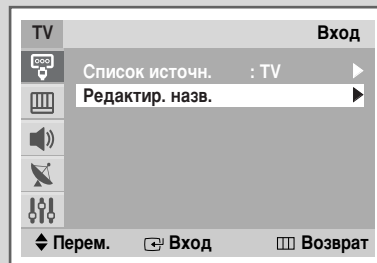 TV Вход
Список источн. : TV
Редактир. назв.
Перем. Вход Возврат